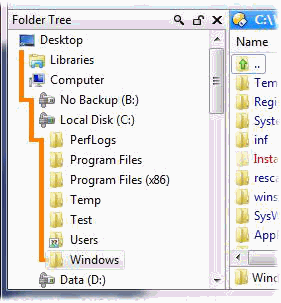 Folder Tree
Desktop
Libraries
Computer
No Backup (B:)
Local Disk (C:)
PerfLogs
Program Files
Program Files (x86)
Temp
Test
Users
Windows
Data (D:)
C:\
Name
..
Tem
Regi
Syste
inf
Insta
resca
wins
SysW
Appl
Wind